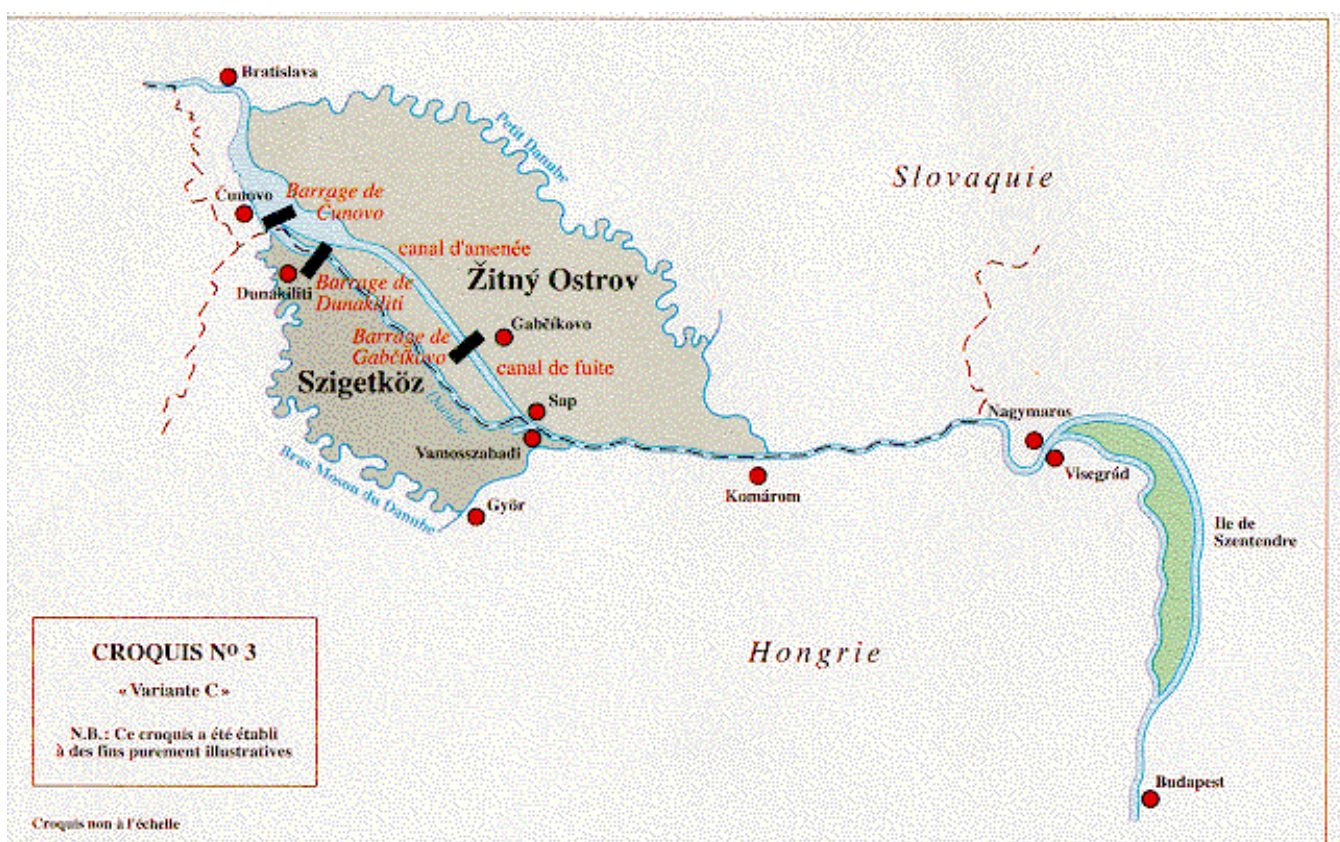 Bratislava
Petit Danube
Slovaquie
Čunovo
Barrage de
Čunovo
canal d'amenée
Žitný Ostrov
Dunakiliti
Barrage de
Dunakiliti
Gabčíkovo
Barrage de
Gabčíkovo
canal de fuite
Szigetköz
Danube
Sap
Nagymaros
Vamosszabadi
Visegrád
Bras Moson du Danube
Komárom
Győr
Ile de
Szentendre
CROQUIS No 3
« Variante C »
N.B.: Ce croquis a été établi
à des fins purement illustratives
Hongrie
Budapest
Croquis non à l'échelle